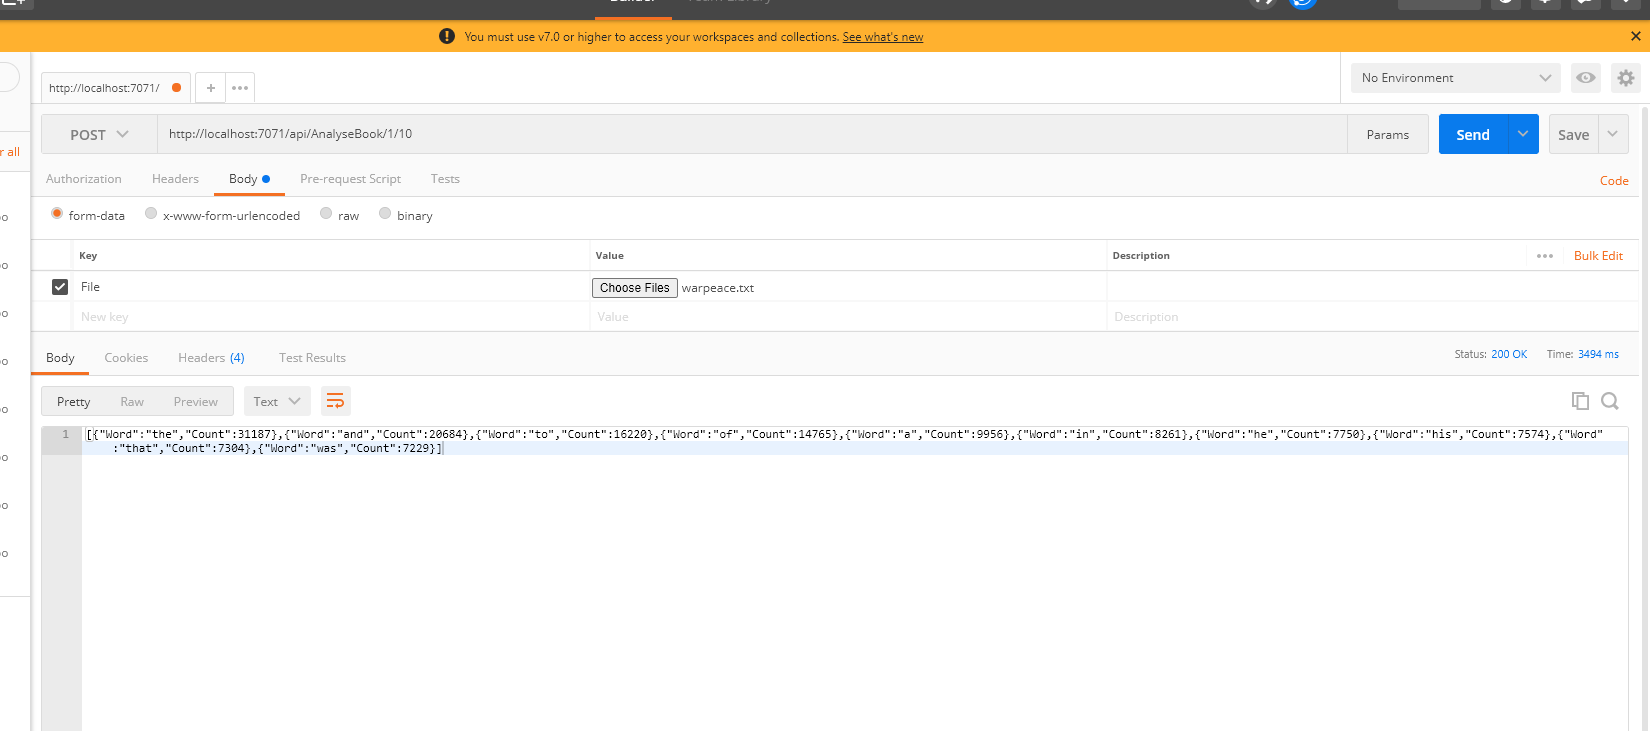 You must use v7.0 or higher to access your workspaces and collections. See what's new
http://localhost:7071/
No Environment
POST http://localhost:7071/api/AnalyseBook/1/10 Params Send Save
r all
Authorization Headers Body Pre-request Script Tests Code
form-data x-www-form-urlencoded raw binary
Key Value Description Bulk Edit
File Choose Files warpeace.txt
New key Value Description
Body Cookies Headers (4) Test Results Status: 200 OK Time: 3494 ms
Pretty Raw Preview Text
1 [{"Word":"the","Count":31187},{"Word":"and","Count":20684},{"Word":"to","Count":16220},{"Word":"of","Count":14765},{"Word":"a","Count":9956},{"Word":"in","Count":8261},{"Word":"he","Count":7750},{"Word":"his","Count":7574},{"Word"
:"that","Count":7304},{"Word":"was","Count":7229}]